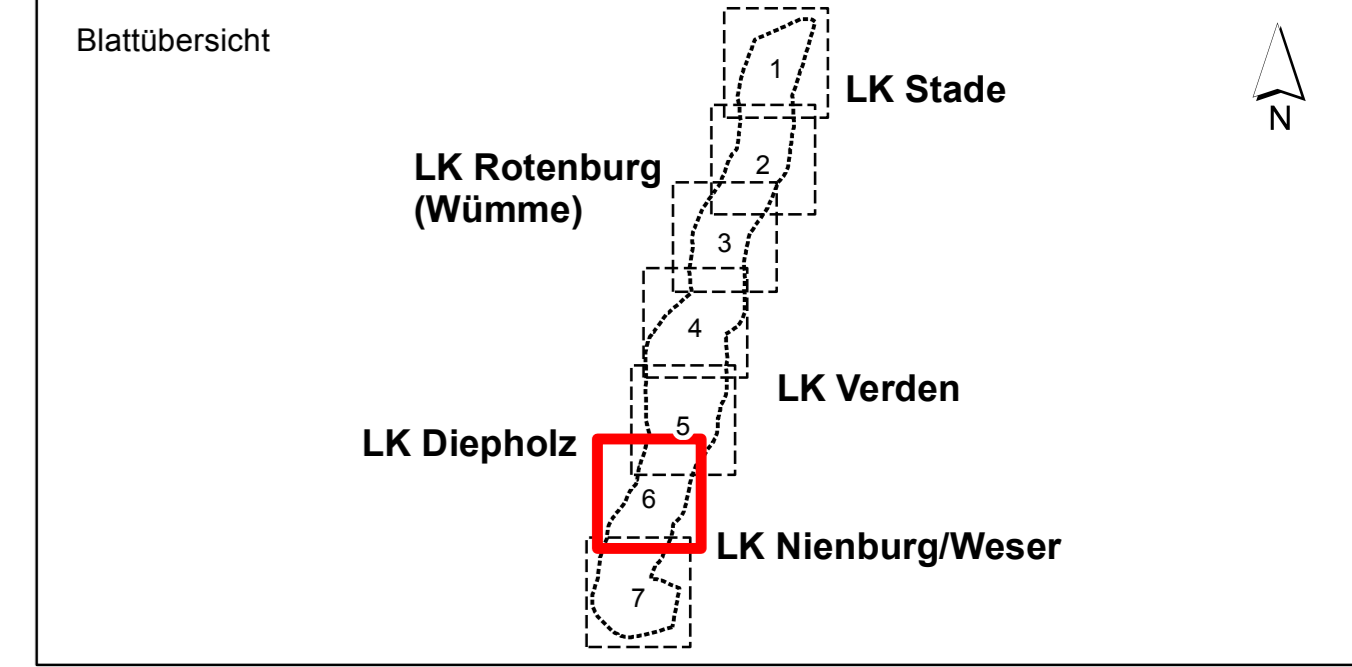 Blattübersicht
1
LK Stade
N
2
LK Rotenburg
(Wümme)
3
4
LK Verden
5
LK Diepholz
6
LK Nienburg/Weser
7